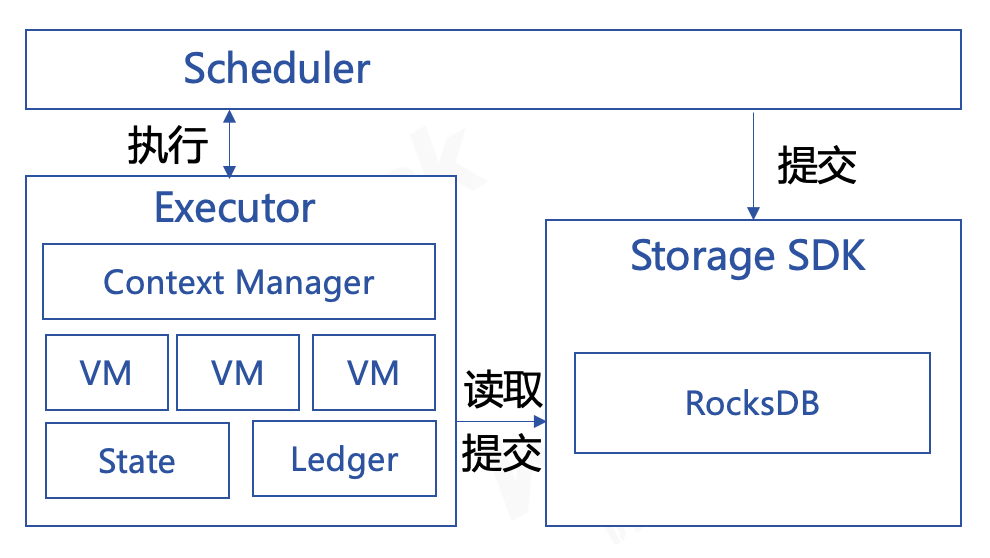 Scheduler
执行
提交
Executor
Storage SDK
Context Manager
VM VM VM
读取
RocksDB
提交
State Ledger